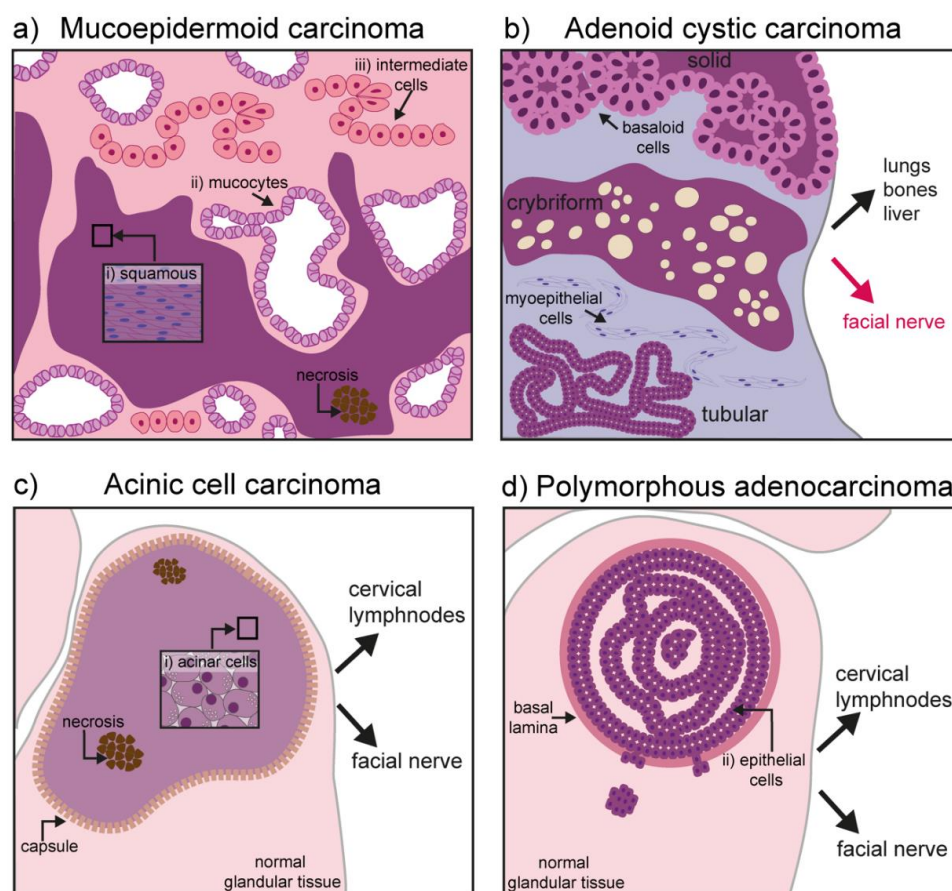 a) Mucoepidermoid carcinoma
iii) intermediate
cells
ii) mucocytes
i) squamous
necrosis
b) Adenoid cystic carcinoma
solid
basaloid
cells
crybriform
myoepithelial
cells
tubular
lungs
bones
liver
facial nerve
c) Acinic cell carcinoma
i) acinar cells
necrosis
capsule
normal
glandular tissue
cervical
lymphnodes
facial nerve
d) Polymorphous adenocarcinoma
basal
lamina
ii) epithelial
cells
normal
glandular tissue
cervical
lymphnodes
facial nerve